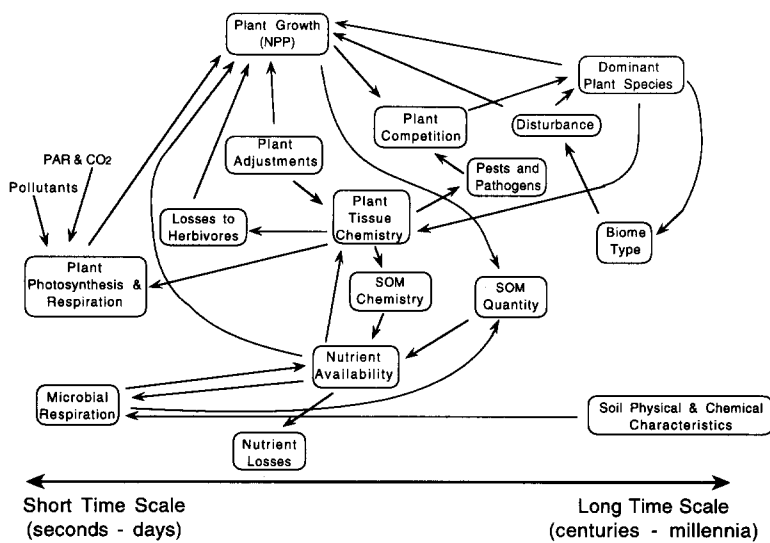 Plant Growth
(NPP)
Dominant
Plant Species
Plant
Competition
Disturbance
Plant
Adjustments
PAR & CO2
Pests and
Pathogens
Pollutants
Plant
Tissue
Chemistry
Losses to
Herbivores
Biome
Type
Plant
Photosynthesis &
Respiration
SOM
Chemistry
SOM
Quantity
Nutrient
Availability
Microbial
Respiration
Soil Physical & Chemical
Characteristics
Nutrient
Losses
Short Time Scale
(seconds - days)
Long Time Scale
(centuries - millennia)